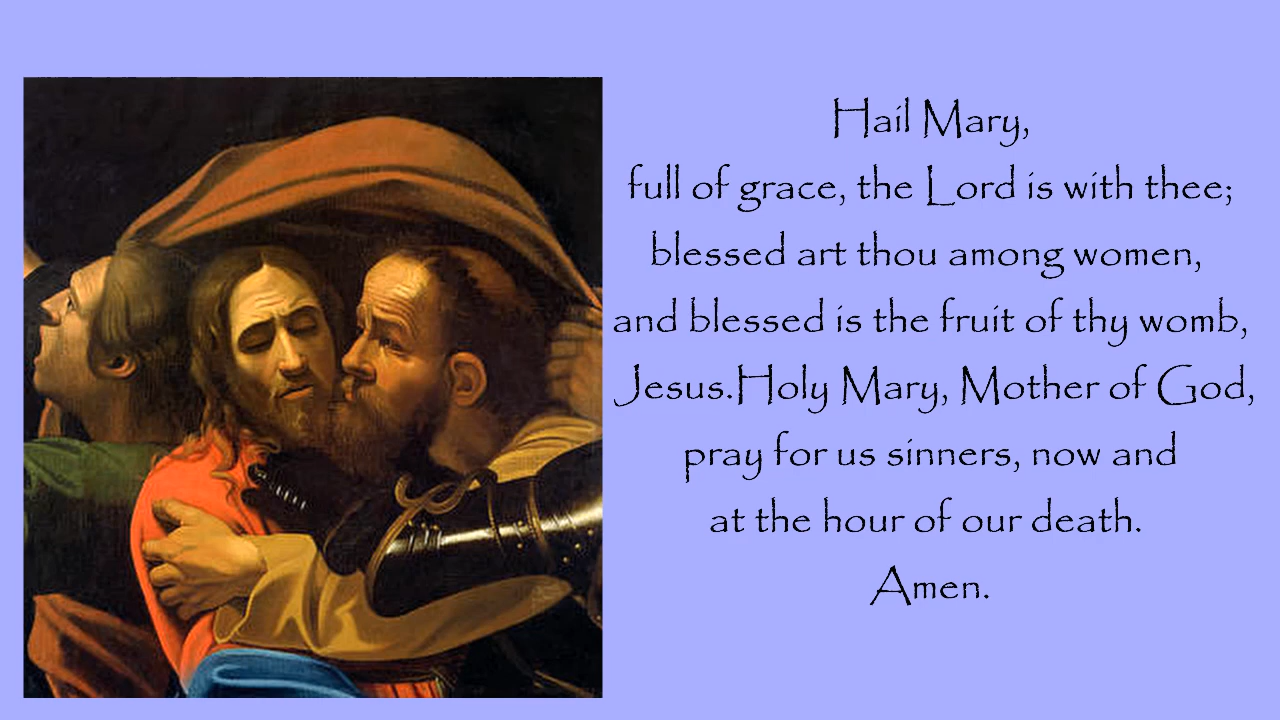 Hail Mary,
full of grace, the Lord is with thee;
blessed art thou among women,
and blessed is the fruit of thy womb,
Jesus.Holy Mary, Mother of God,
pray for us sinners, now and
at the hour of our death.
Amen.